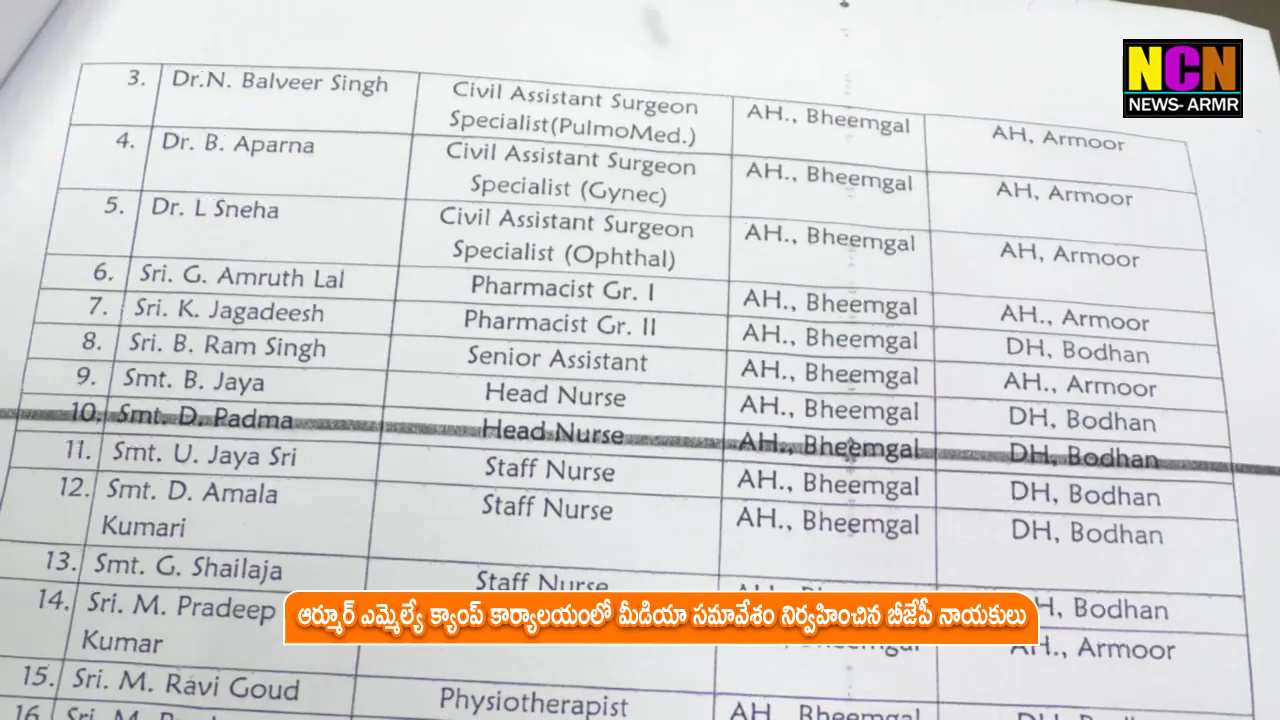 NCN
NEWS- ARMR
3. Dr.N. Balveer Singh Civil Assistant Surgeon Specialist(PulmoMed.) AH., Bheemgal AH, Armoor
4. Dr. B. Aparna Civil Assistant Surgeon Specialist (Gynec) AH., Bheemgal AH, Armoor
5. Dr. L Sneha Civil Assistant Surgeon Specialist (Ophthal) AH., Bheemgal AH, Armoor
6. Sri. G. Amruth Lal Pharmacist Gr. I AH., Bheemgal AH., Armoor
7. Sri. K. Jagadeesh Pharmacist Gr. II AH., Bheemgal DH, Bodhan
8. Sri. B. Ram Singh Senior Assistant AH., Bheemgal AH., Armoor
9. Smt. B. Jaya Head Nurse AH., Bheemgal DH, Bodhan
10. Smt. D. Padma Head Nurse AH., Bheemgal DH, Bodhan
11. Smt. U. Jaya Sri Staff Nurse AH., Bheemgal DH, Bodhan
12. Smt. D. Amala Kumari Staff Nurse AH., Bheemgal DH, Bodhan
13. Smt. G. Shailaja Staff Nurse Bodhan
14. Sri. M. Pradeep Kumar AH., Armoor
ఆర్మూర్ ఎమ్మెల్యే క్యాంప్ కార్యాలయంలో మీడియా సమావేశం నిర్వహించిన బీజేపీ నాయకులు
15. Sri. M. Ravi Goud Physiotherapist AH., Bheemgal
16 Sri. M.